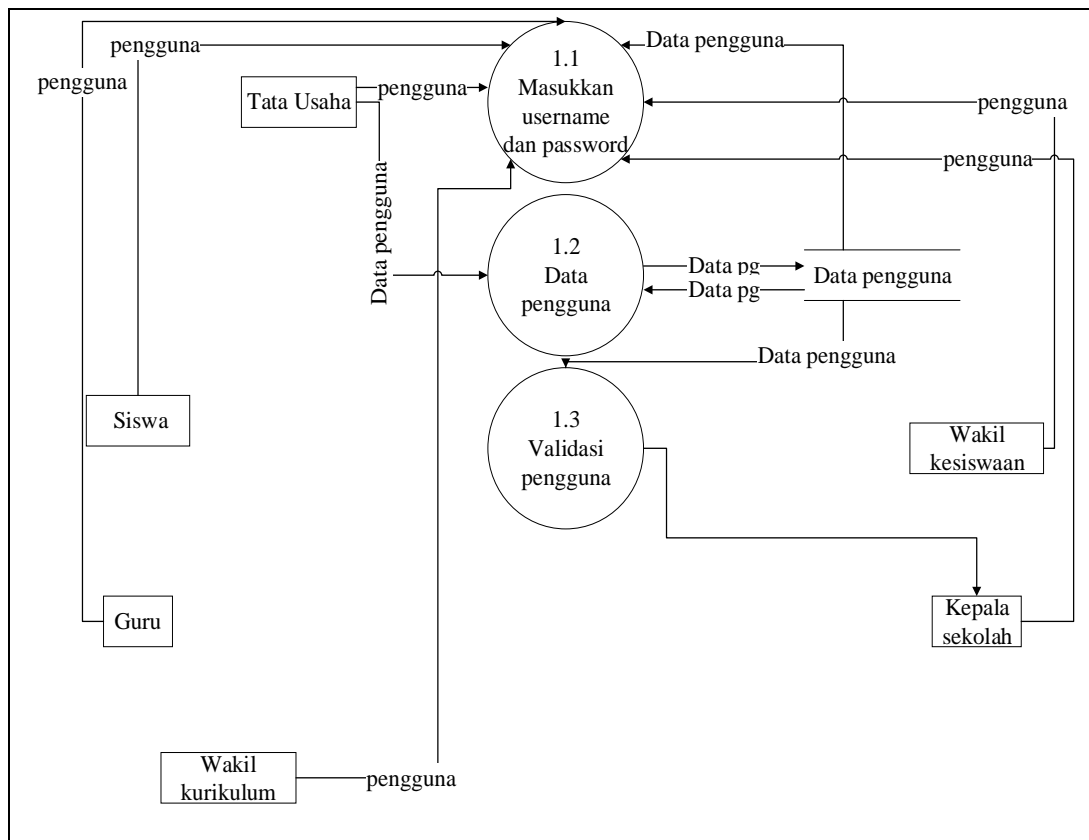 pengguna
pengguna
Tata Usaha
pengguna
Data pengguna
1.1
Masukkan
username
dan password
Data pengguna
pengguna
pengguna
1.2
Data
pengguna
Data pg
Data pg
Data pengguna
Data pengguna
1.3
Validasi
pengguna
Siswa
Wakil
kesiswaan
Guru
Kepala
sekolah
Wakil
kurikulum
pengguna